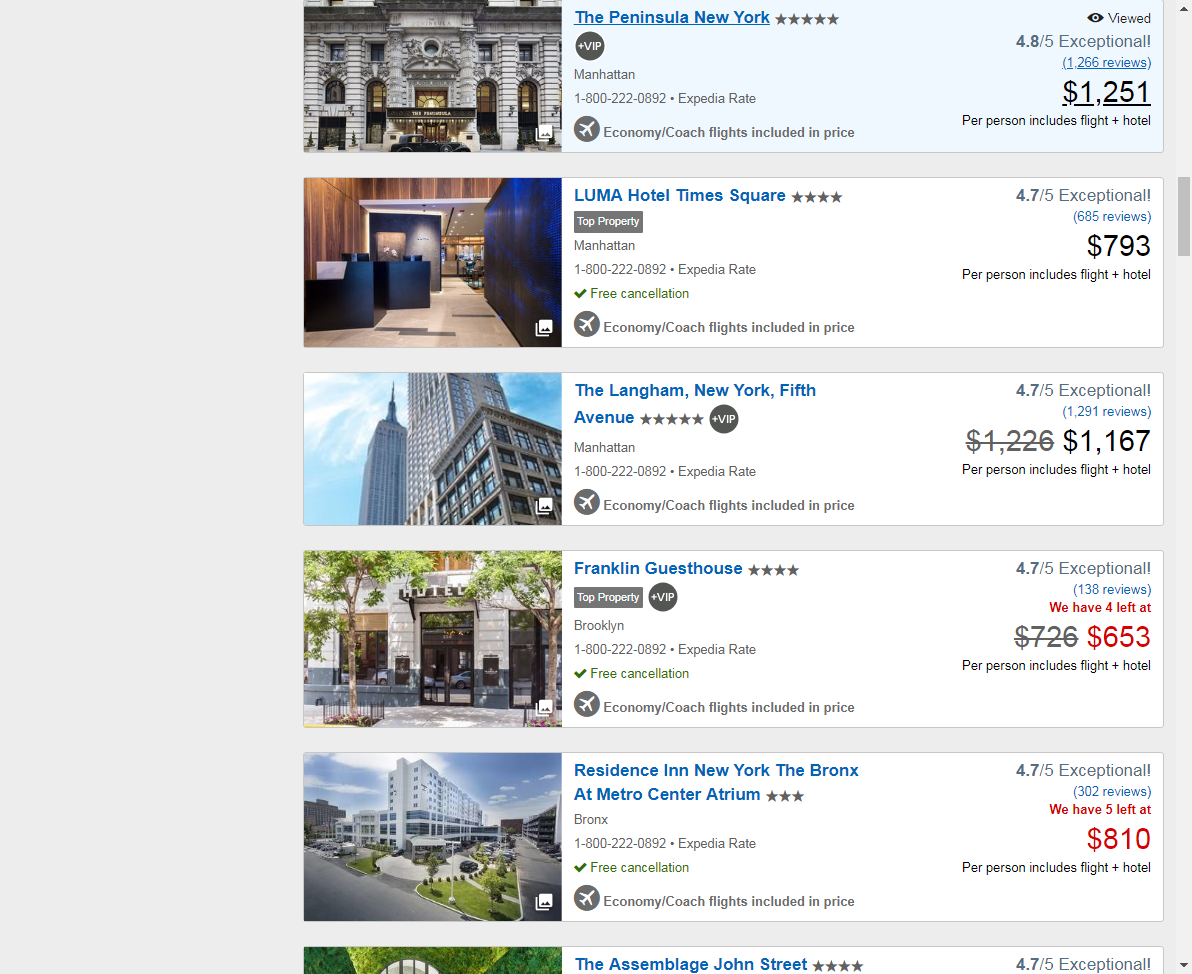 The Peninsula New York
Viewed
+VIP
4.8/5 Exceptional!
(1,266 reviews)
Manhattan
$1,251
1-800-222-0892 • Expedia Rate
Per person includes flight + hotel
Economy/Coach flights included in price
THE PENINSULA
LUMA Hotel Times Square
4.7/5 Exceptional!
Top Property
(685 reviews)
Manhattan
$793
1-800-222-0892 • Expedia Rate
Per person includes flight + hotel
Free cancellation
Economy/Coach flights included in price
The Langham, New York, Fifth
Avenue
+VIP
4.7/5 Exceptional!
(1,291 reviews)
$1,226 $1,167
Manhattan
1-800-222-0892 • Expedia Rate
Per person includes flight + hotel
Economy/Coach flights included in price
HOTEL
Franklin Guesthouse
4.7/5 Exceptional!
Top Property
+VIP
(138 reviews)
We have 4 left at
Brooklyn
$726 $653
1-800-222-0892 • Expedia Rate
Per person includes flight + hotel
Free cancellation
Economy/Coach flights included in price
Residence Inn New York The Bronx
At Metro Center Atrium
4.7/5 Exceptional!
(302 reviews)
We have 5 left at
Bronx
$810
1-800-222-0892 • Expedia Rate
Per person includes flight + hotel
Free cancellation
Economy/Coach flights included in price
The Assemblage John Street
4.7/5 Exceptional!